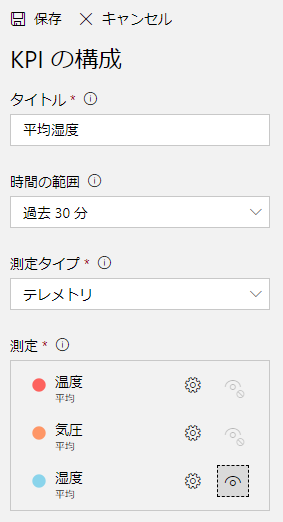 保存 キャンセル
KPI の構成
タイトル *
平均湿度
時間の範囲
過去 30 分
測定タイプ *
テレメトリ
測定 *
温度
平均
気圧
平均
湿度
平均